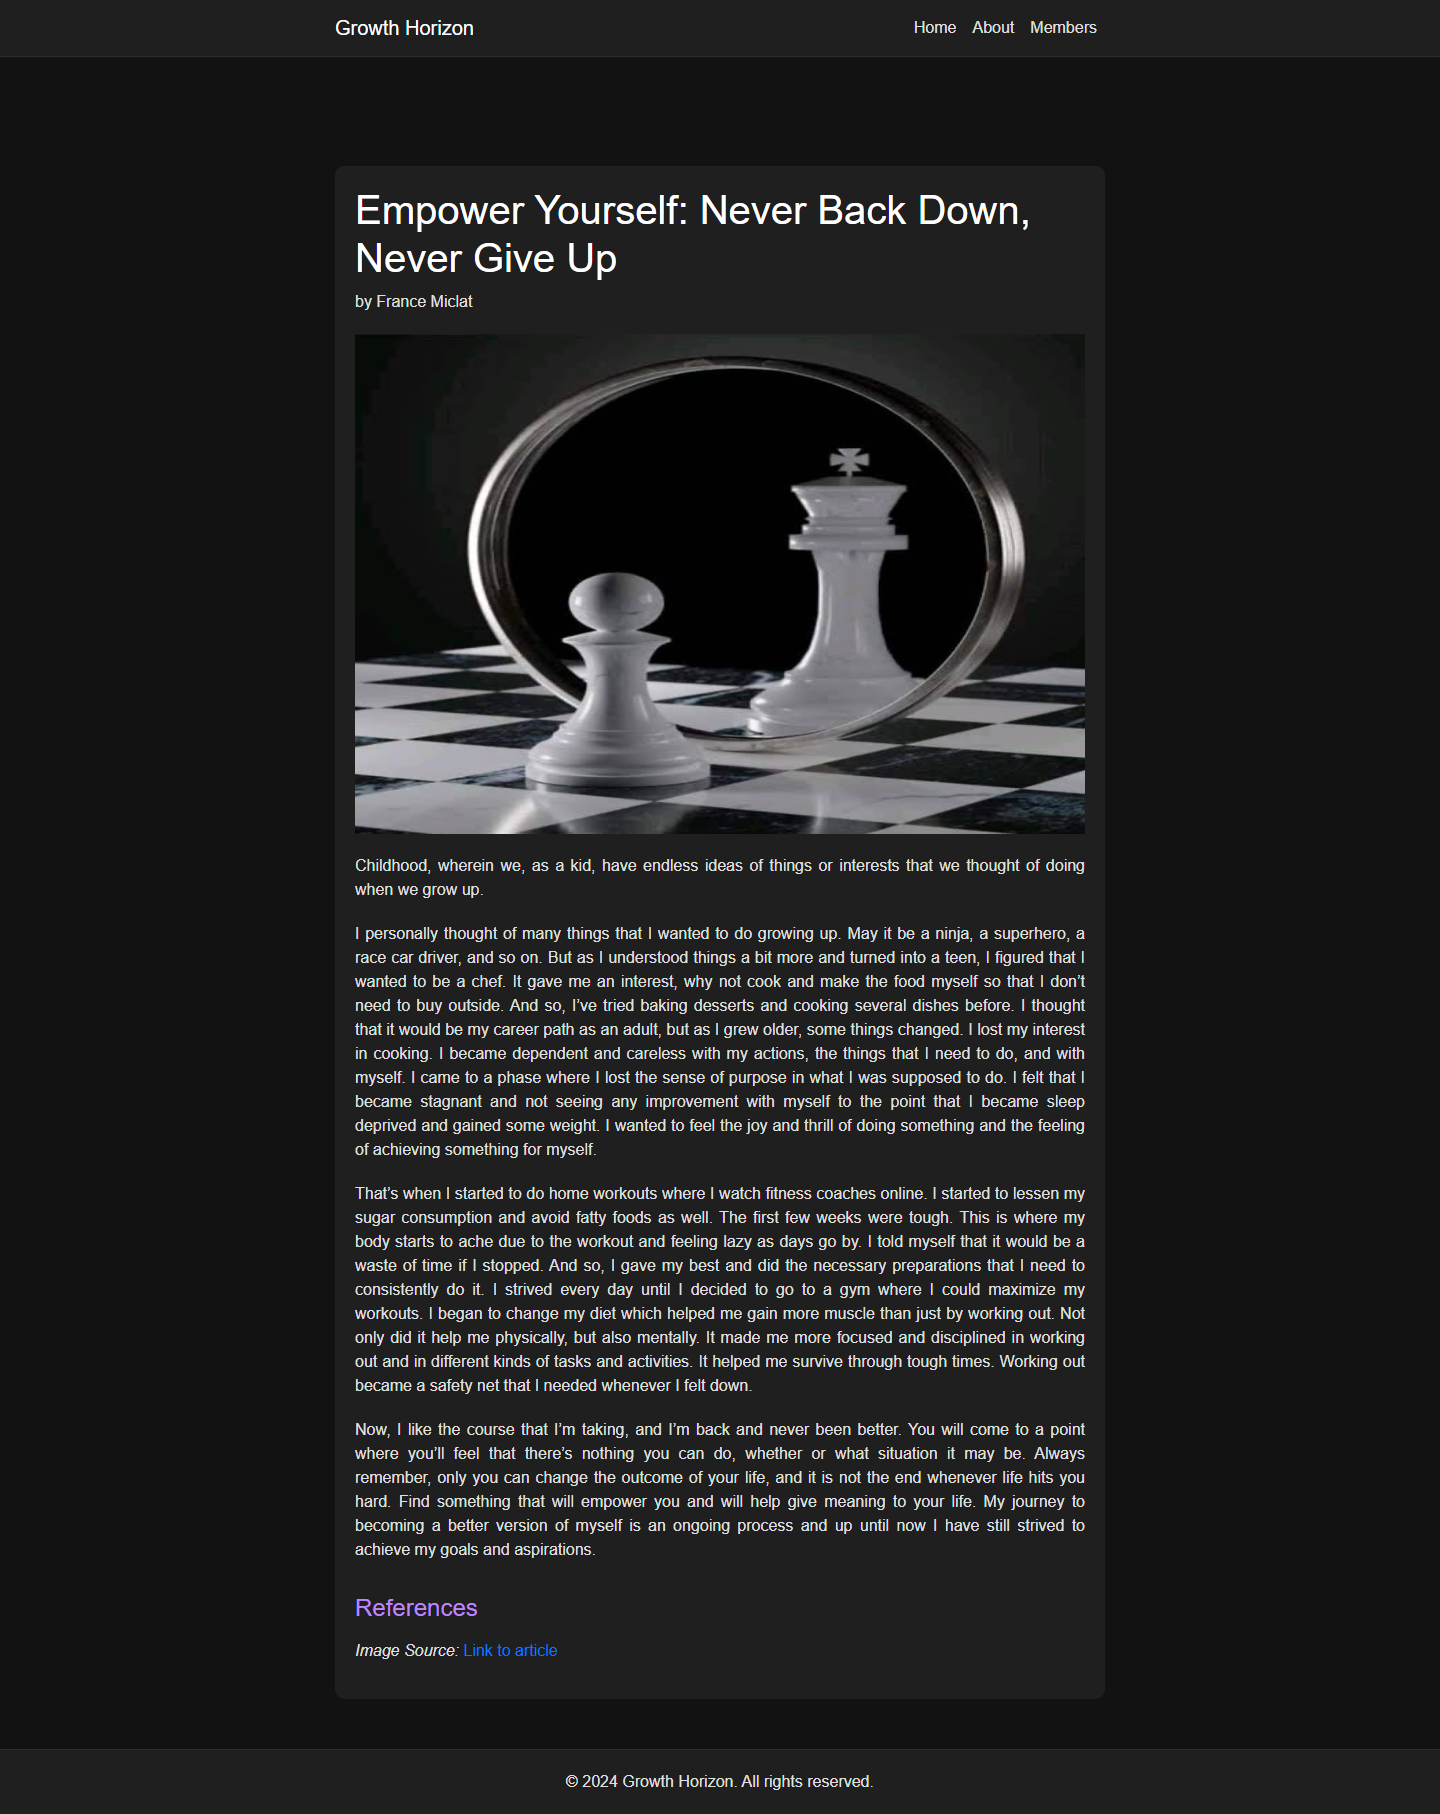 Growth Horizon
Home About Members
Empower Yourself: Never Back Down,
Never Give Up
by France Miclat
Childhood, wherein we, as a kid, have endless ideas of things or interests that we thought of doing
when we grow up.
I personally thought of many things that I wanted to do growing up. May it be a ninja, a superhero, a
race car driver, and so on. But as I understood things a bit more and turned into a teen, I figured that I
wanted to be a chef. It gave me an interest, why not cook and make the food myself so that I don’t
need to buy outside. And so, I’ve tried baking desserts and cooking several dishes before. I thought
that it would be my career path as an adult, but as I grew older, some things changed. I lost my interest
in cooking. I became dependent and careless with my actions, the things that I need to do, and with
myself. I came to a phase where I lost the sense of purpose in what I was supposed to do. I felt that I
became stagnant and not seeing any improvement with myself to the point that I became sleep
deprived and gained some weight. I wanted to feel the joy and thrill of doing something and the feeling
of achieving something for myself.
That’s when I started to do home workouts where I watch fitness coaches online. I started to lessen my
sugar consumption and avoid fatty foods as well. The first few weeks were tough. This is where my
body starts to ache due to the workout and feeling lazy as days go by. I told myself that it would be a
waste of time if I stopped. And so, I gave my best and did the necessary preparations that I need to
consistently do it. I strived every day until I decided to go to a gym where I could maximize my
workouts. I began to change my diet which helped me gain more muscle than just by working out. Not
only did it help me physically, but also mentally. It made me more focused and disciplined in working
out and in different kinds of tasks and activities. It helped me survive through tough times. Working out
became a safety net that I needed whenever I felt down.
Now, I like the course that I’m taking, and I’m back and never been better. You will come to a point
where you’ll feel that there’s nothing you can do, whether or what situation it may be. Always
remember, only you can change the outcome of your life, and it is not the end whenever life hits you
hard. Find something that will empower you and will help give meaning to your life. My journey to
becoming a better version of myself is an ongoing process and up until now I have still strived to
achieve my goals and aspirations.
References
Image Source: Link to article
© 2024 Growth Horizon. All rights reserved.